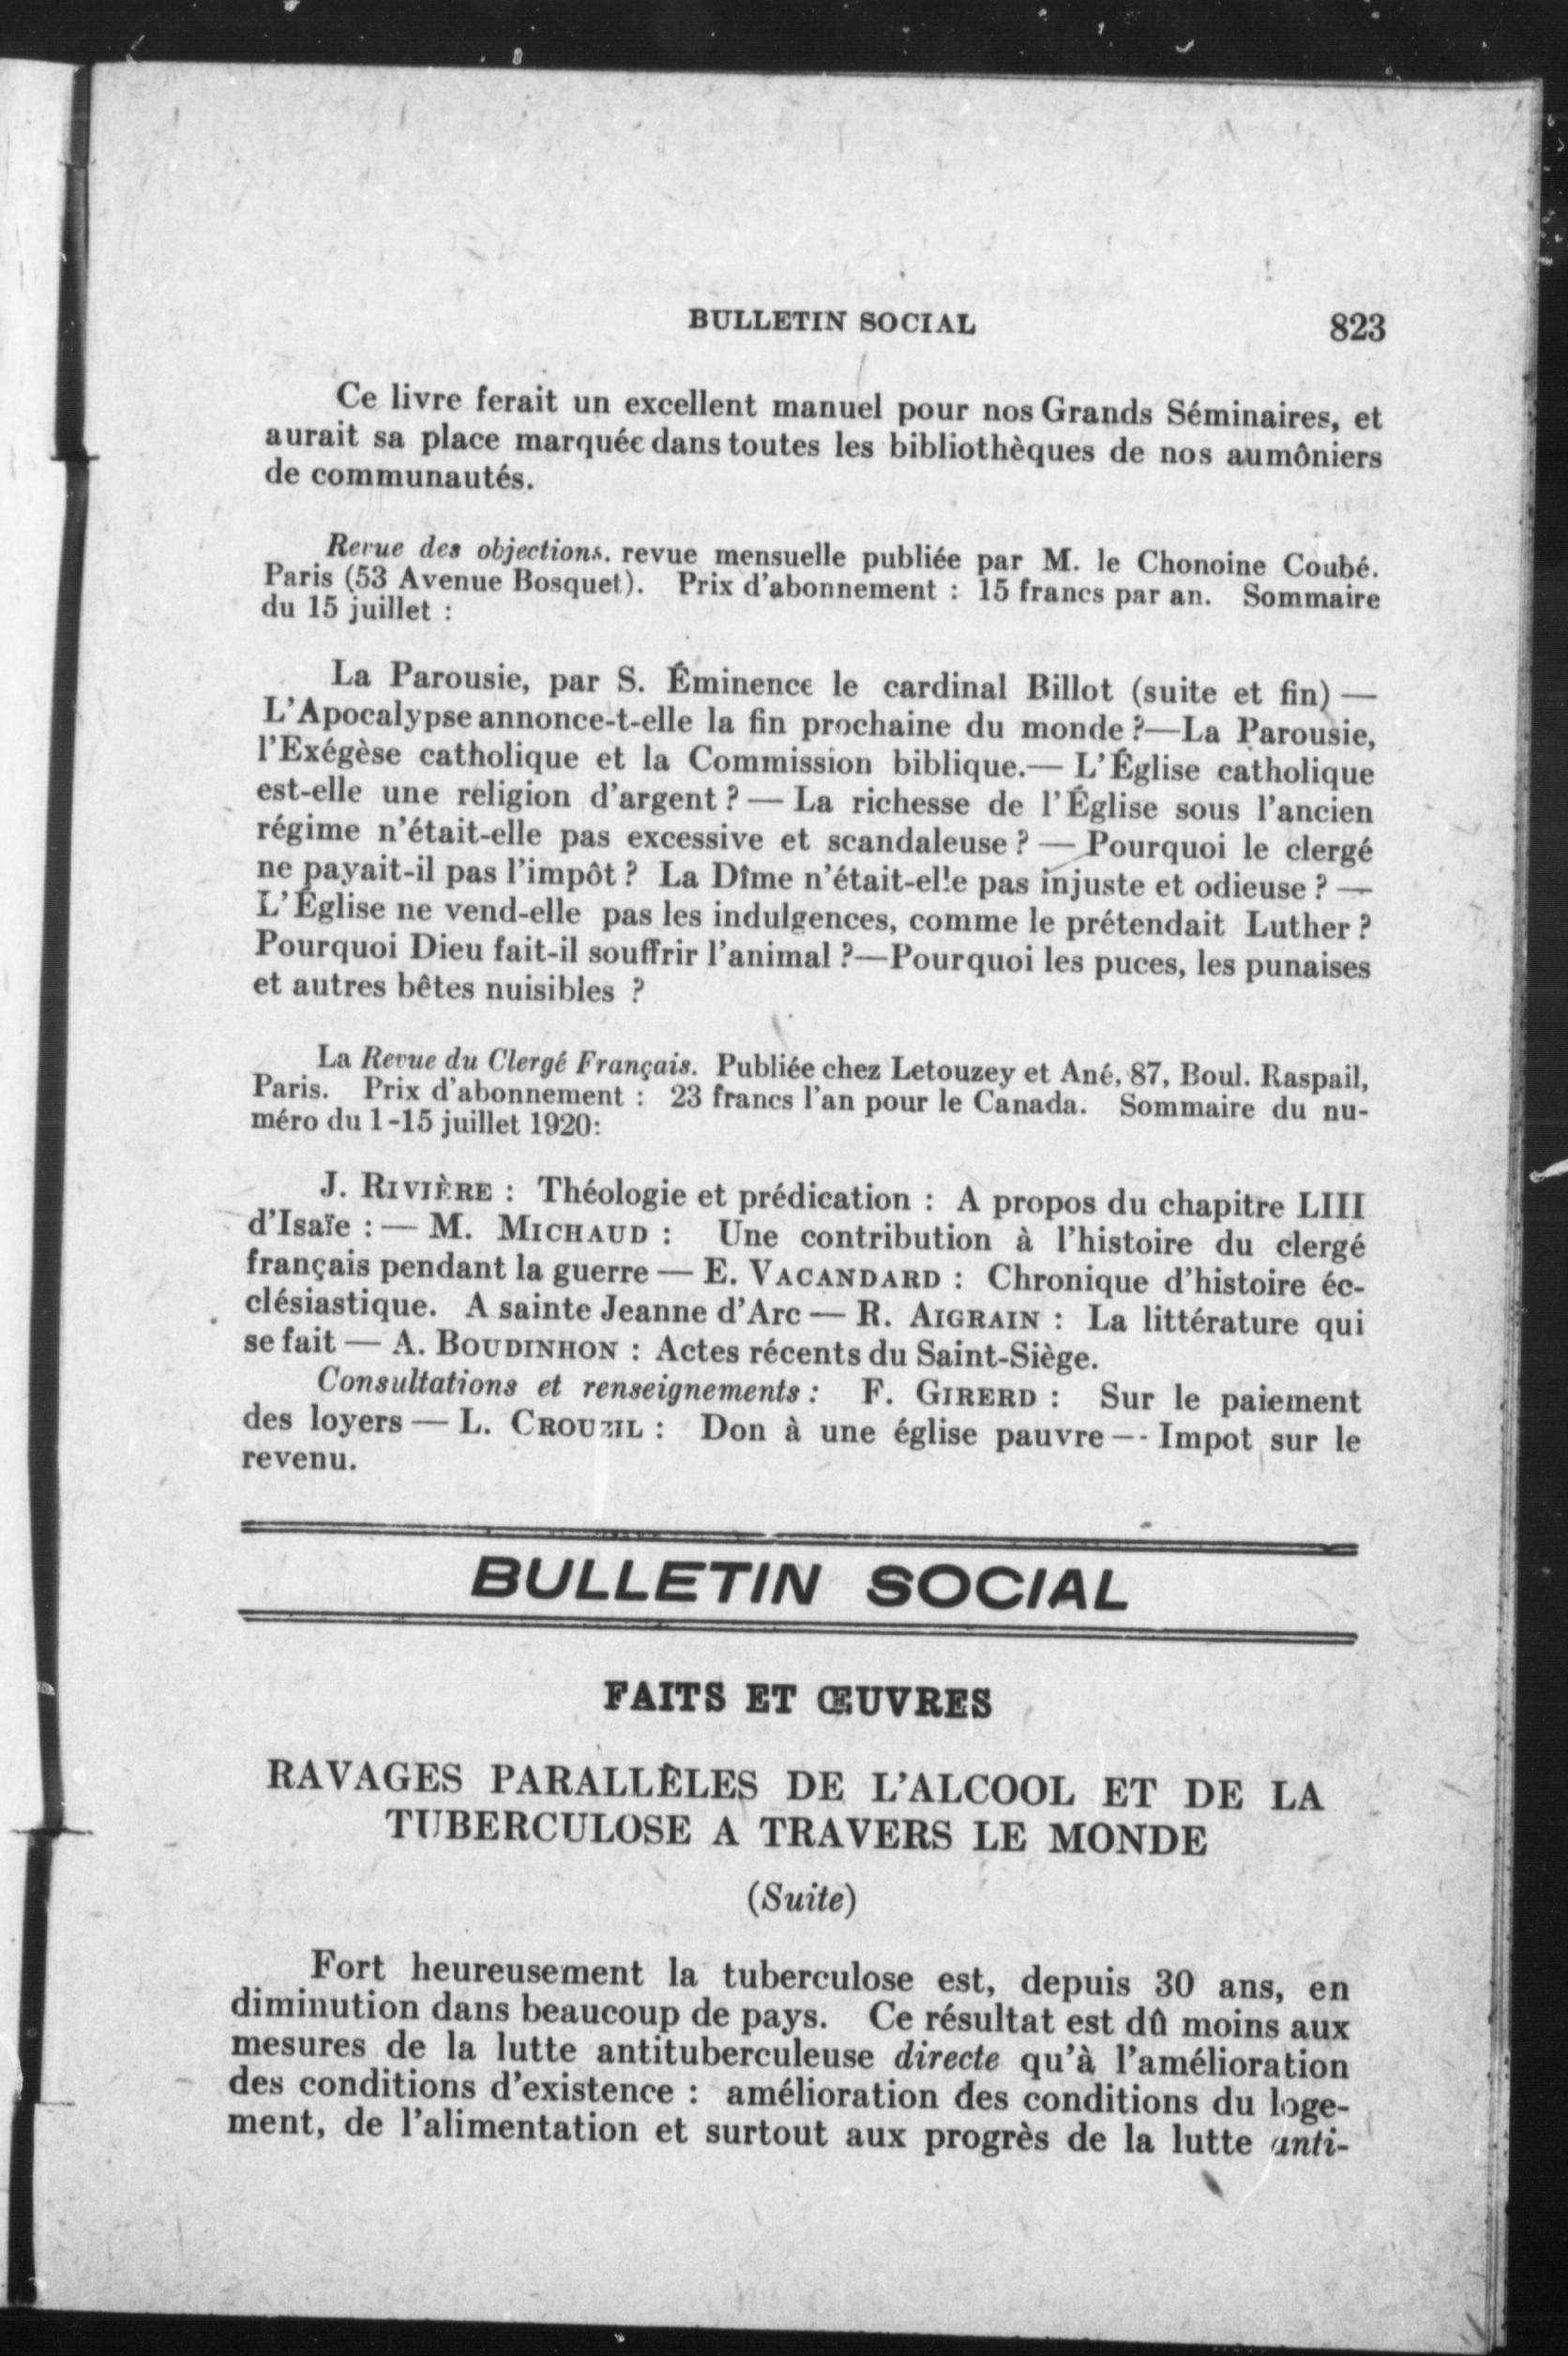 BULLETIN SOCIAL 823
Ce livre ferait un excellent manuel pour nos Grands Séminaires, et
aurait sa place marquée dans toutes les bibliothèques de nos aumôniers
de communautés.
Revue des objections. revue mensuelle publiée par M. le Chonoine Coubé.
Paris (53 Avenue Bosquet). Prix d'abonnement : 15 francs par an. Sommaire
du 15 juillet :
La Parousie, par S. Éminence le cardinal Billot (suite et fin) —
L'Apocalypse annonce-t-elle la fin prochaine du monde ?—La Parousie,
l'Exégèse catholique et la Commission biblique.— L'Église catholique
est-elle une religion d'argent ? — La richesse de l'Église sous l'ancien
régime n'était-elle pas excessive et scandaleuse ? — Pourquoi le clergé
ne payait-il pas l'impôt ? La Dîme n'était-elle pas injuste et odieuse ? —
L'Église ne vend-elle pas les indulgences, comme le prétendait Luther ?
Pourquoi Dieu fait-il souffrir l'animal ?—Pourquoi les puces, les punaises
et autres bêtes nuisibles ?
La Revue du Clergé Français. Publiée chez Letouzey et Ané, 87, Boul. Raspail,
Paris. Prix d'abonnement : 23 francs l'an pour le Canada. Sommaire du nu-
méro du 1-15 juillet 1920:
J. RIVIÈRE : Théologie et prédication : A propos du chapitre LIII
d'Isaïe : — M. MICHAUD : Une contribution à l'histoire du clergé
français pendant la guerre — E. VACANDARD : Chronique d'histoire éc-
clésiastique. A sainte Jeanne d'Arc — R. AIGRAIN : La littérature qui
se fait — A. BOUDINHON : Actes récents du Saint-Siège.
Consultations et renseignements : F. GIRERD : Sur le paiement
des loyers — L. CROUZIL : Don à une église pauvre — Impot sur le
revenu.
BULLETIN SOCIAL
FAITS ET ŒUVRES
RAVAGES PARALLÈLES DE L'ALCOOL ET DE LA
TUBERCULOSE A TRAVERS LE MONDE
(Suite)
Fort heureusement la tuberculose est, depuis 30 ans, en
diminution dans beaucoup de pays. Ce résultat est dû moins aux
mesures de la lutte antituberculeuse directe qu'à l'amélioration
des conditions d'existence : amélioration des conditions du loge-
ment, de l'alimentation et surtout aux progrès de la lutte anti-